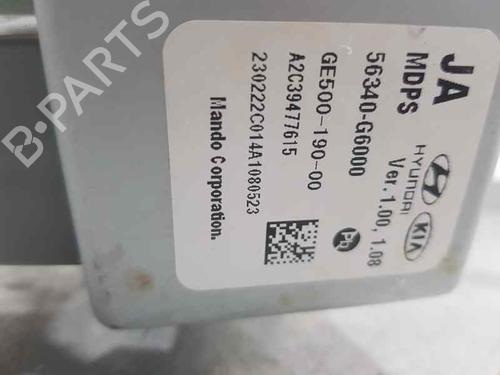 JA
MDPS
HYUNDAI
KIA
56340-G6000
Ver.1.00, 1.08
GE500-190-00
A2C39477615
230222C014A1080523
Mando Corporation.
B-PARTS